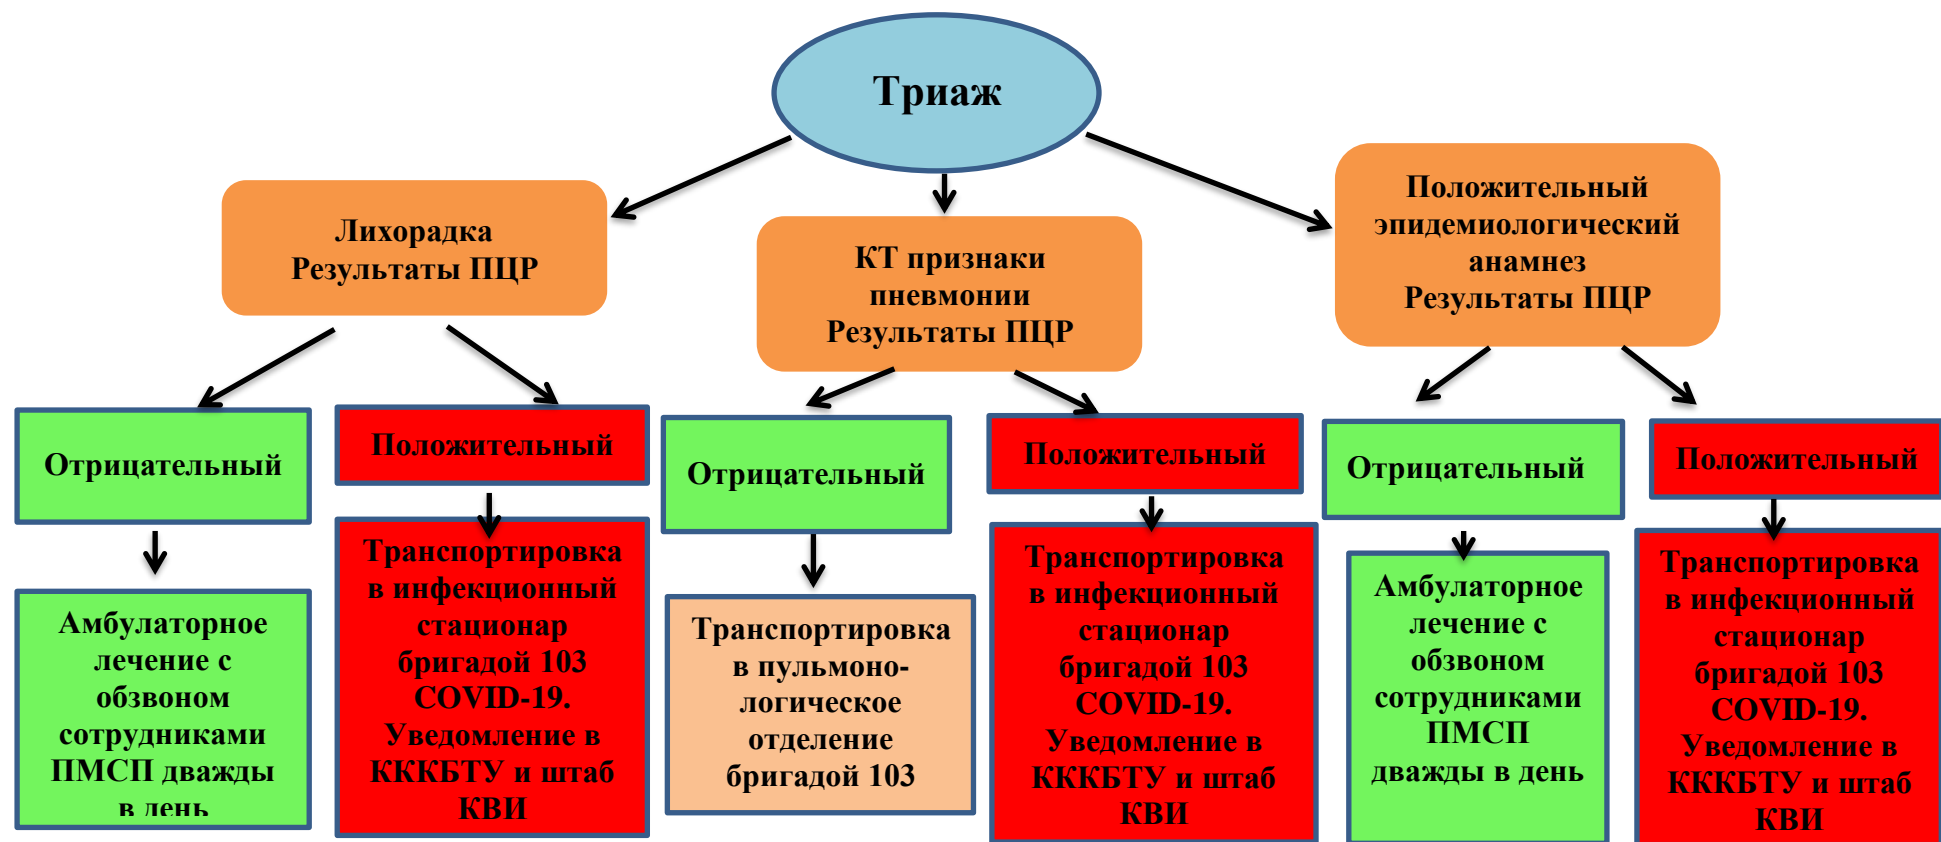 Триаж
Лихорадка
Результаты ПЦР
КТ признаки
пневмонии
Результаты ПЦР
Положительный
эпидемиологический
анамнез
Результаты ПЦР
Отрицательный
Положительный
Отрицательный
Положительный
Отрицательный
Положительный
Амбулаторное
лечение с
обзвоном
сотрудниками
ПМСП дважды
в день
Транспортировка
в инфекционный
стационар
бригадой 103
COVID-19.
Уведомление в
КККБТУ и штаб
КВИ
Транспортировка
в пульмоно-
логическое
отделение
бригадой 103
Транспортировка
в инфекционный
стационар
бригадой 103
COVID-19.
Уведомление в
КККБТУ и штаб
КВИ
Амбулаторное
лечение с
обзвоном
сотрудниками
ПМСП
дважды в день
Транспортировка
в инфекционный
стационар
бригадой 103
COVID-19.
Уведомление в
КККБТУ и штаб
КВИ